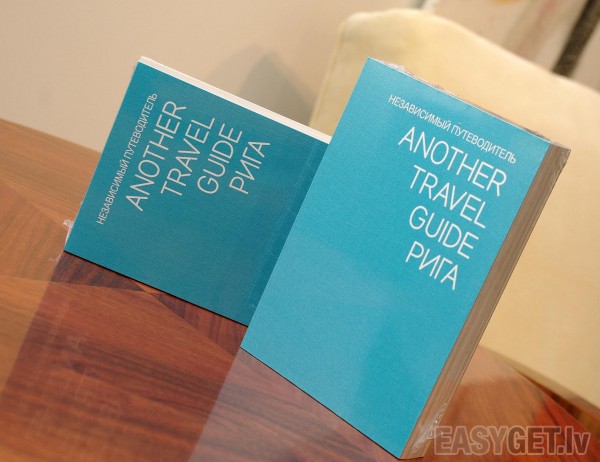 НЕЗАВИСИМЫЙ ПУТЕВОДИТЕЛЬ
ANOTHER
TRAVEL
GUIDE
РИГА
НЕЗАВИСИМЫЙ ПУТЕВОДИТЕЛЬ
ANOTHER
TRAVEL
GUIDE
РИГА
EASYGET.lv